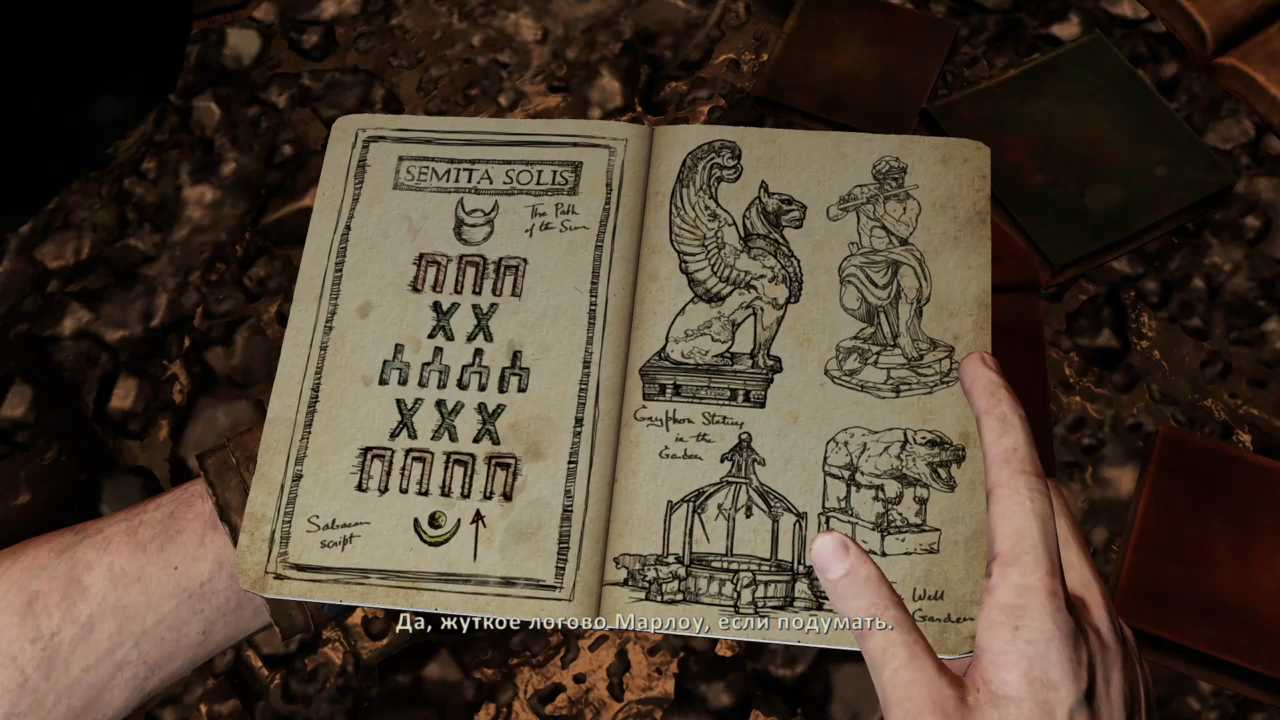 SEMITA SOLIS
The Path
of the Sun
Sabaean
script
Gryphon Statues
in the
Garden
Well
Garden
Да, жуткое логово Марлоу, если подумать.